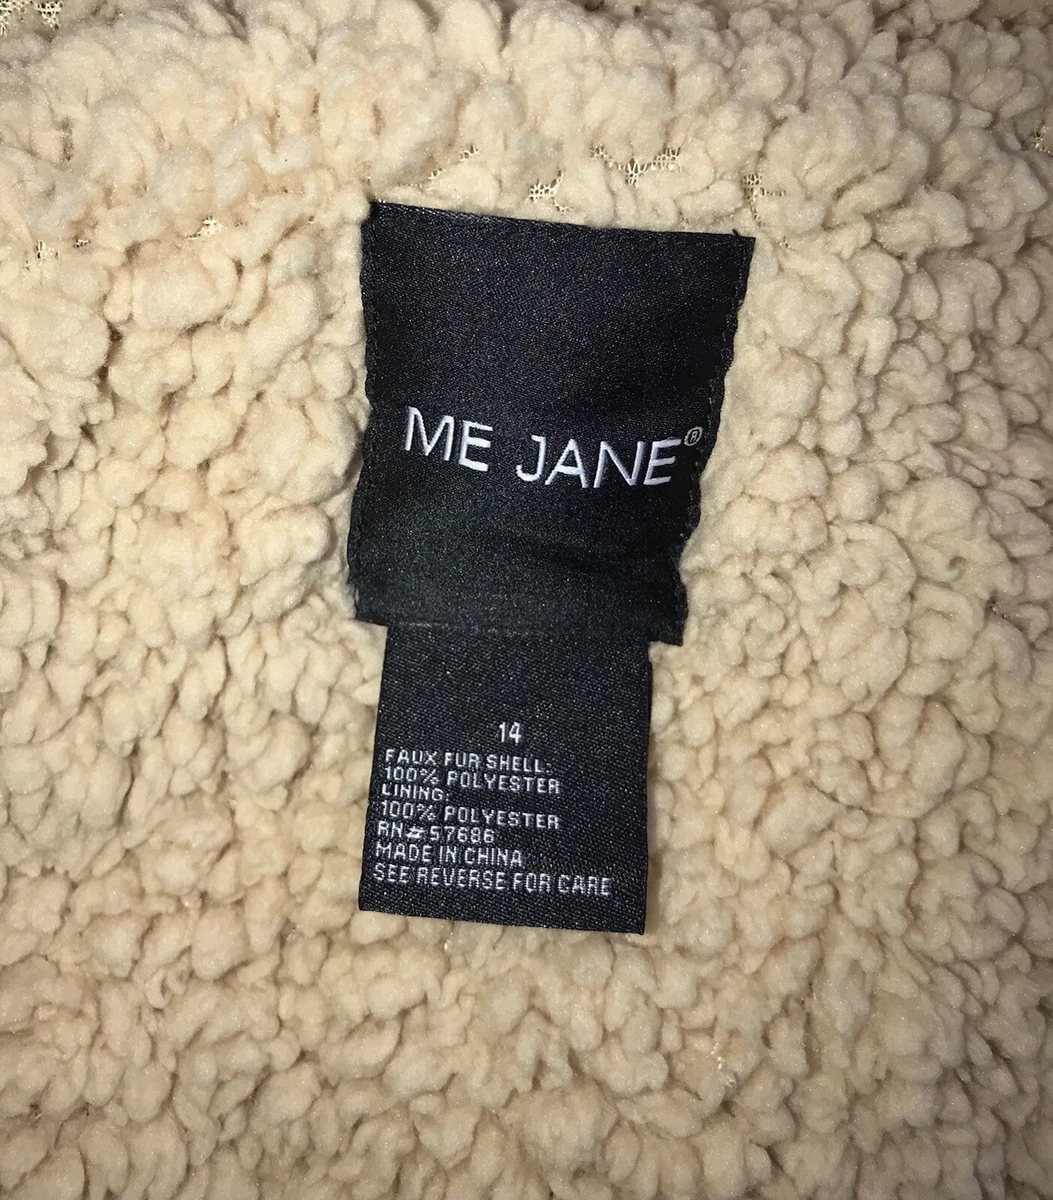 ME JANE®
14
FAUX FUR SHELL:
100% POLYESTER
LINING:
100% POLYESTER
RN#57686
MADE IN CHINA
SEE REVERSE FOR CARE